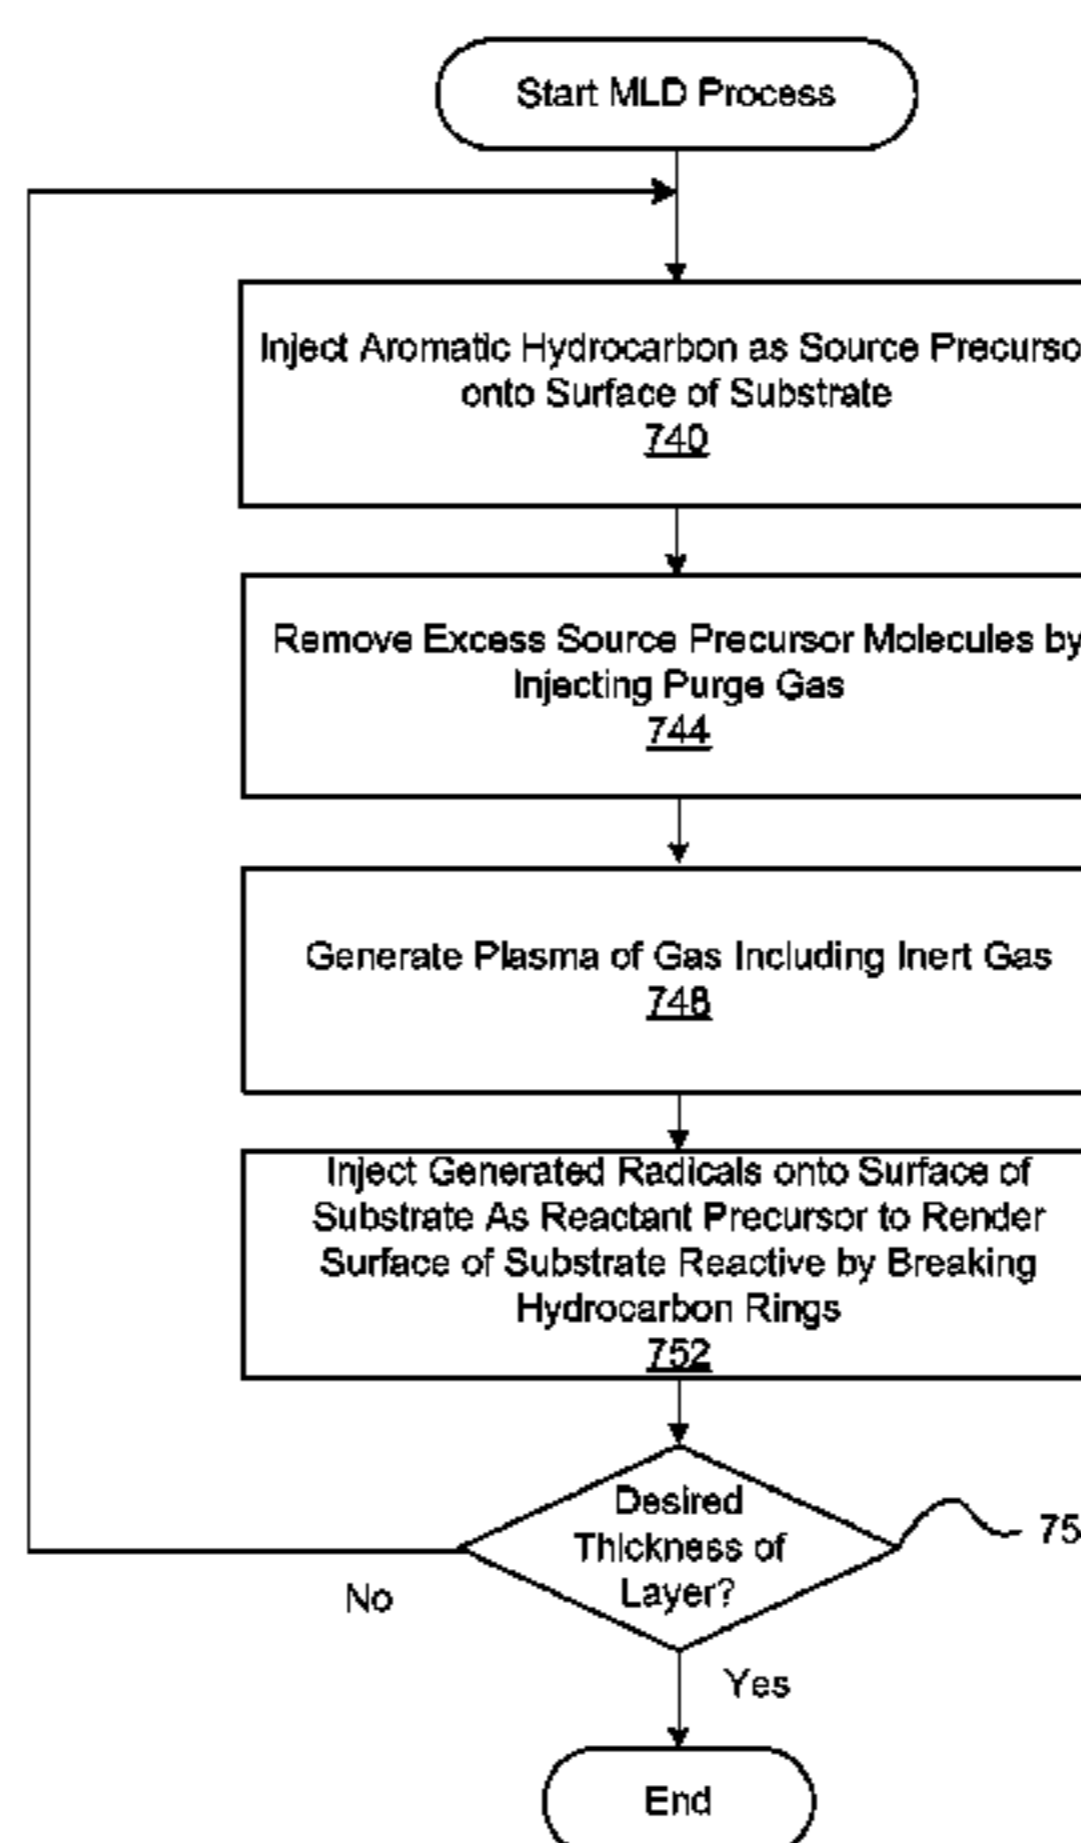 Start MLD Process
Inject Aromatic Hydrocarbon as Source Precurso
onto Surface of Substrate
740
Remove Excess Source Precursor Molecules by
Injecting Purge Gas
744
Generate Plasma of Gas Including Inert Gas
748
Inject Generated Radicals onto Surface of
Substrate As Reactant Precursor to Render
Surface of Substrate Reactive by Breaking
Hydrocarbon Rings
752
Desired
Thickness of
Layer?
75
No
Yes
End